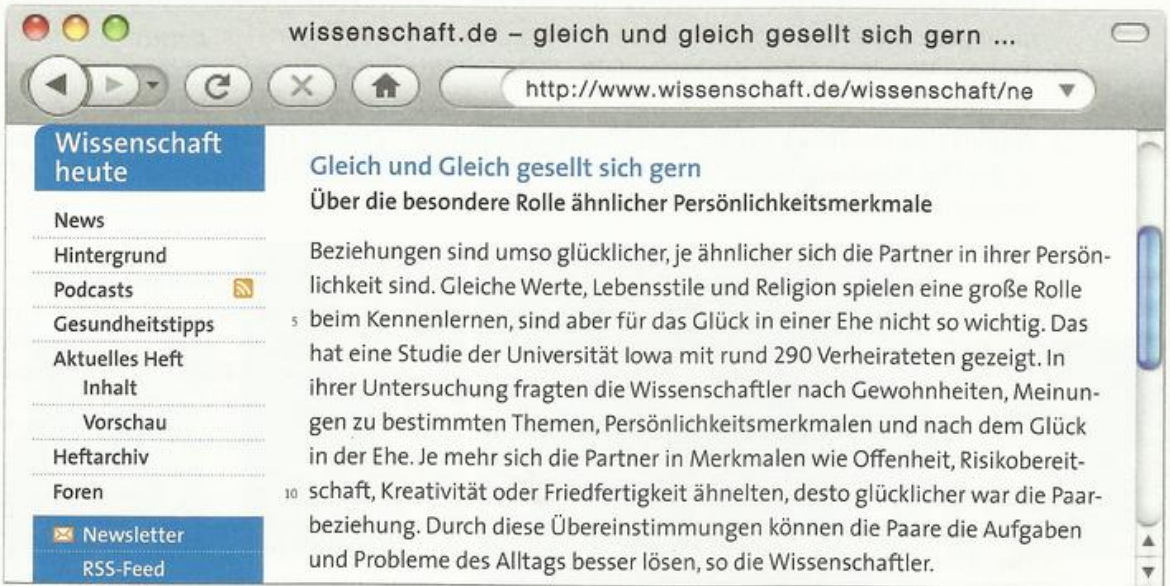 wissenschaft.de – gleich und gleich gesellt sich gern ...
http://www.wissenschaft.de/wissenschaft/ne
Wissenschaft
heute
News
Hintergrund
Podcasts
Gesundheitstipps
Aktuelles Heft
Inhalt
Vorschau
Heftarchiv
Foren
Newsletter
RSS-Feed
Gleich und Gleich gesellt sich gern
Über die besondere Rolle ähnlicher Persönlichkeitsmerkmale
Beziehungen sind umso glücklicher, je ähnlicher sich die Partner in ihrer Persön-
lichkeit sind. Gleiche Werte, Lebensstile und Religion spielen eine große Rolle
5 beim Kennenlernen, sind aber für das Glück in einer Ehe nicht so wichtig. Das
hat eine Studie der Universität Iowa mit rund 290 Verheirateten gezeigt. In
ihrer Untersuchung fragten die Wissenschaftler nach Gewohnheiten, Meinun-
gen zu bestimmten Themen, Persönlichkeitsmerkmalen und nach dem Glück
in der Ehe. Je mehr sich die Partner in Merkmalen wie Offenheit, Risikobereit-
10 schaft, Kreativität oder Friedfertigkeit ähnelten, desto glücklicher war die Paar-
beziehung. Durch diese Übereinstimmungen können die Paare die Aufgaben
und Probleme des Alltags besser lösen, so die Wissenschaftler.